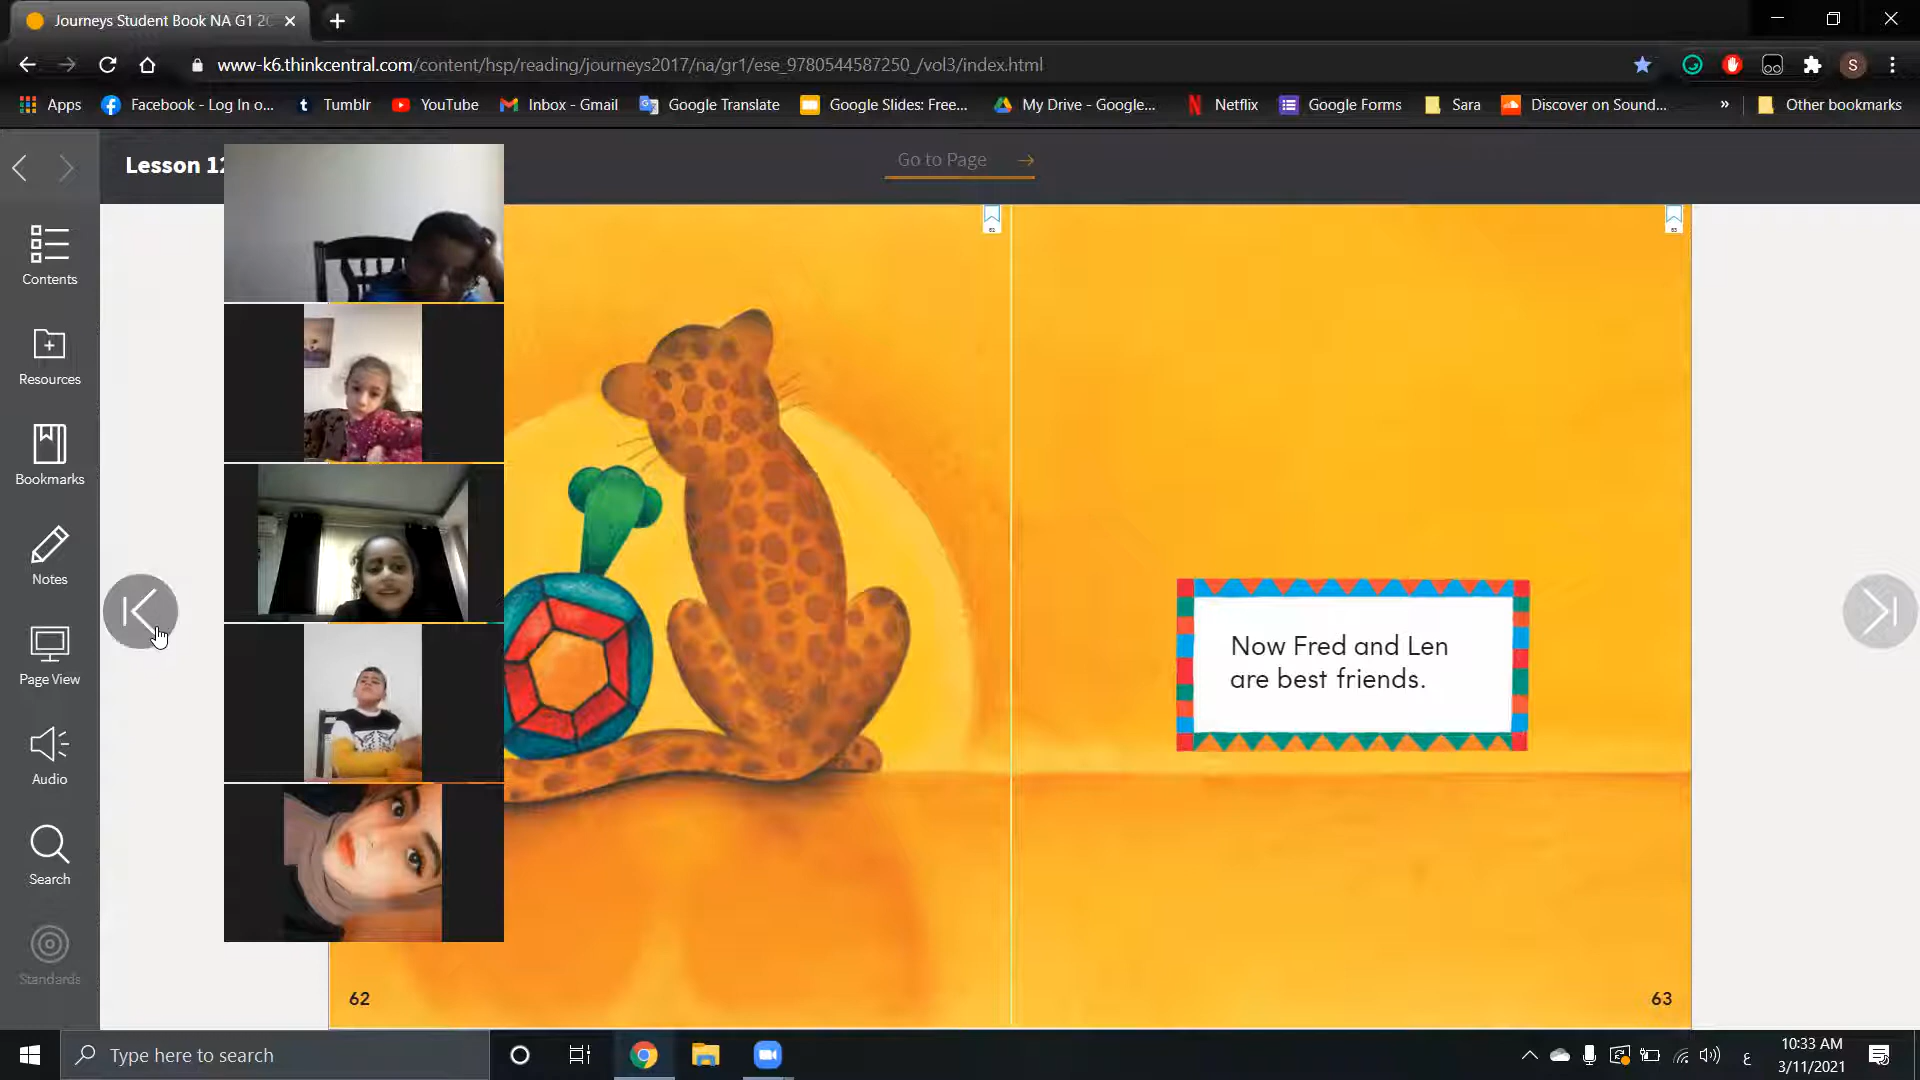 Journeys Student Book NA G1 20
www-k6.thinkcentral.com/content/hsp/reading/journeys2017/na/gr1/ese_9780544587250_/vol3/index.html
S
Apps
Facebook - Log In o...
Tumblr
YouTube
Inbox - Gmail
Google Translate
Google Slides: Free...
My Drive - Google...
Netflix
Google Forms
Sara
Discover on Sound...
»
Other bookmarks
Lesson 12
Go to Page
Contents
Resources
Bookmarks
Notes
Page View
Audio
Search
Standards
62
63
Now Fred and Len
are best friends.
62
63
Type here to search
ع
10:33 AM
3/11/2021